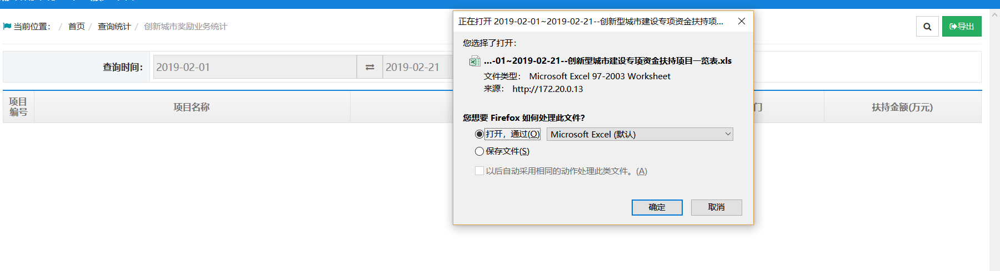 当前位置： / 首页 / 查询统计 / 创新城市奖励业务统计
导出
查询时间：
2019-02-01
2019-02-21
项目编号
项目名称
门
扶持金额(万元)
正在打开 2019-02-01~2019-02-21--创新型城市建设专项资金扶持项...
您选择了打开：
...-01~2019-02-21--创新型城市建设专项资金扶持项目一览表.xls
文件类型： Microsoft Excel 97-2003 Worksheet
来源： http://172.20.0.13
您想要 Firefox 如何处理此文件？
打开，通过(O)
Microsoft Excel (默认)
保存文件(S)
以后自动采用相同的动作处理此类文件。(A)
确定
取消